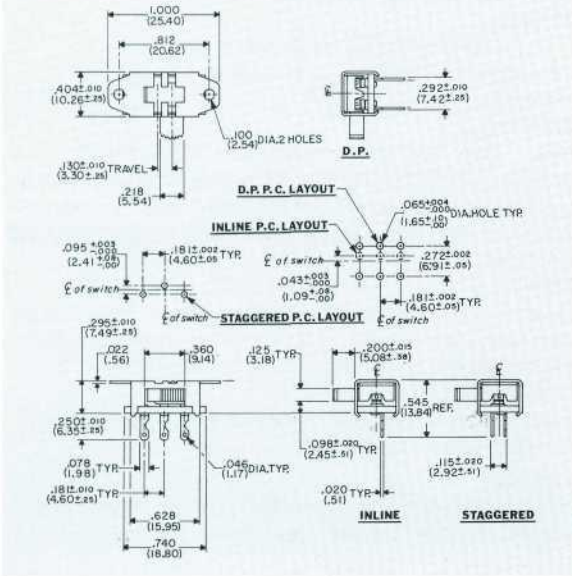 1.000
(25.40)
.812
(20.62)
.404±.010
(10.26±.25)
.292±.010
(7.42±.25)
.100 DIA. 2 HOLES
(2.54)
D.P.
.130±.010 TRAVEL
(3.30±.25)
.218
(5.54)
D.P. P.C. LAYOUT
.065+.004 -.000 DIA. HOLE TYP.
(1.65+.10 -.00)
INLINE P.C. LAYOUT
.095+.003 -.000
(2.41+.08 -.00)
.181±.002 TYP.
(4.60±.05)
℄ of switch
.272±.002
(6.91±.05)
.043+.003 -.000
(1.09+.08 -.00)
℄ of switch
.181±.002 TYP.
(4.60±.05)
℄ of switch
STAGGERED P.C. LAYOUT
℄ of switch
.295±.010
(7.49±.25)
.022
(.56)
.360
(9.14)
.125 TYP.
(3.18)
.200±.015
(5.08±.38)
℄
℄
.545 REF.
(13.84)
.250±.010
(6.35±.25)
.098±.020 TYP.
(2.45±.51)
.115±.020
(2.92±.51)
.078 TYP.
(1.98)
.046 DIA. TYP.
(1.17)
.181±.010 TYP.
(4.60±.25)
.020 TYP.
(.51)
.628
(15.95)
INLINE
STAGGERED
.740
(18.80)